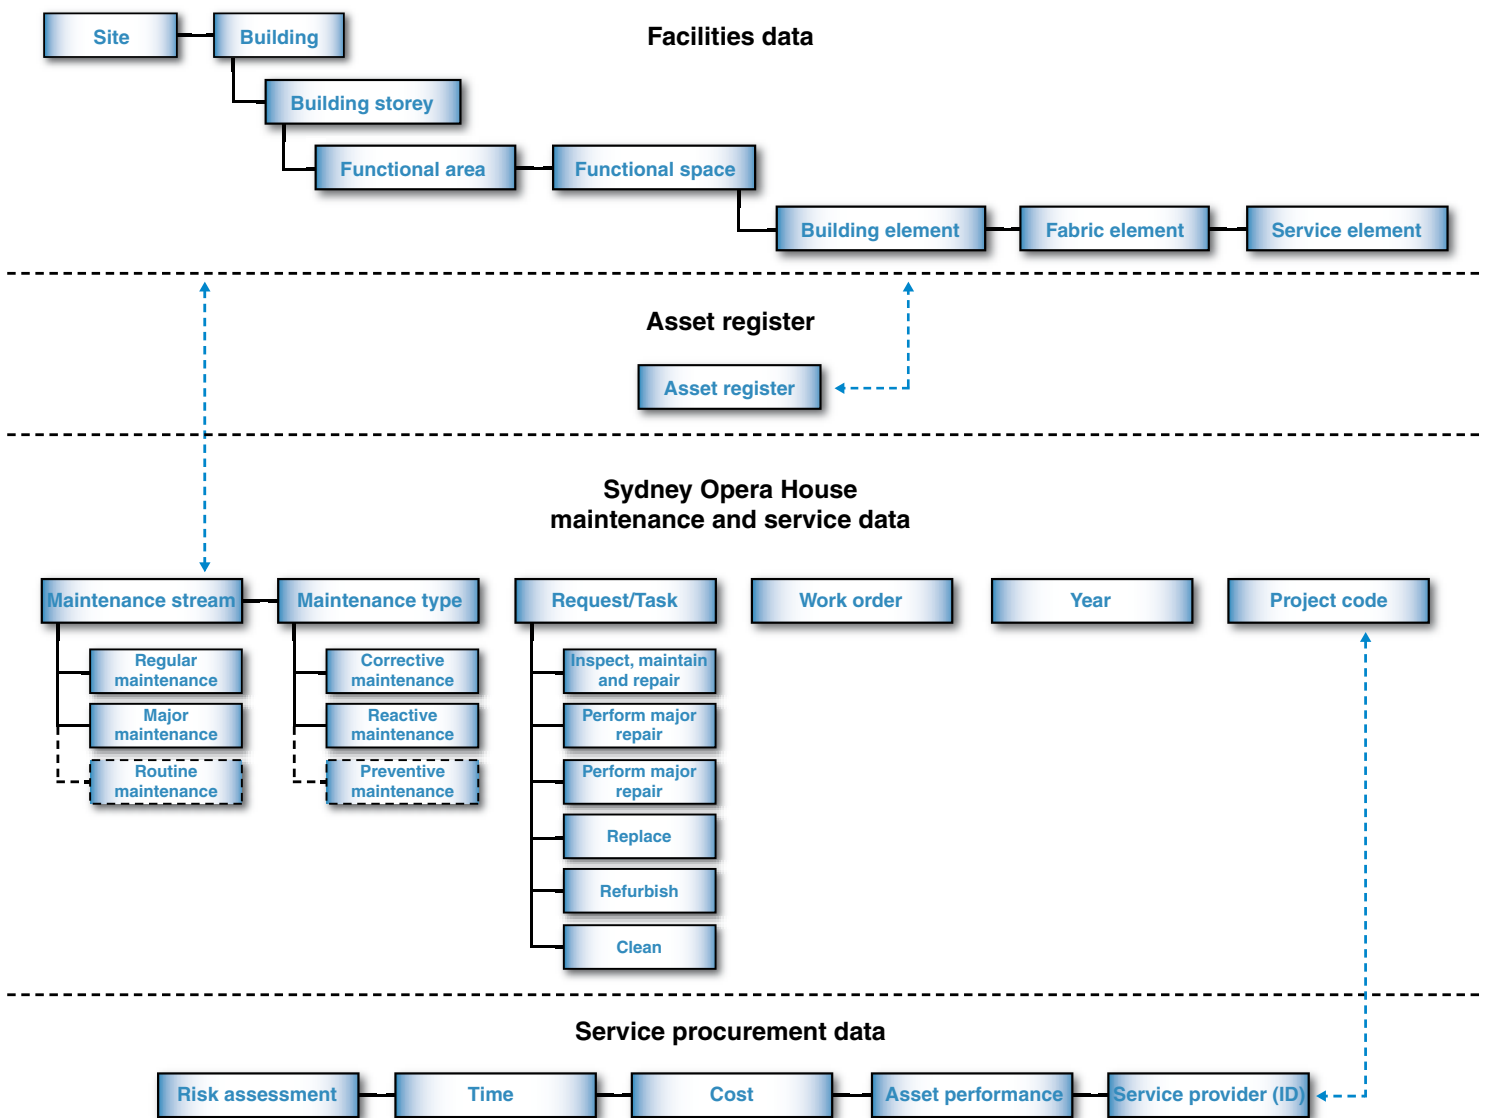 Facilities data
Site
Building
Building storey
Functional area
Functional space
Building element
Fabric element
Service element
Asset register
Asset register
Sydney Opera House
maintenance and service data
Maintenance stream
Maintenance type
Request/Task
Work order
Year
Project code
Regular
maintenance
Major
maintenance
Routine
maintenance
Corrective
maintenance
Reactive
maintenance
Preventive
maintenance
Inspect, maintain
and repair
Perform major
repair
Perform major
repair
Replace
Refurbish
Clean
Service procurement data
Risk assessment
Time
Cost
Asset performance
Service provider (ID)